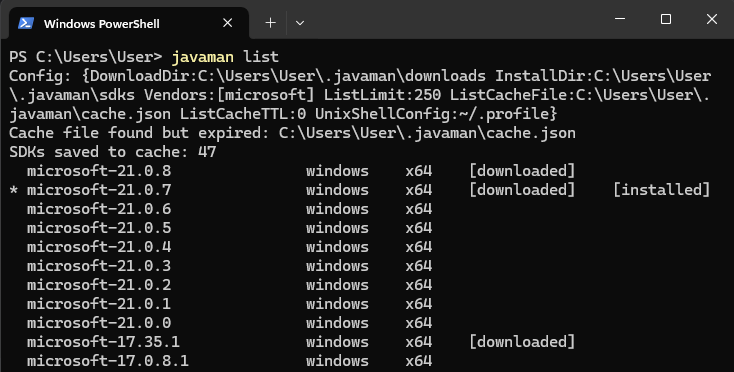 Windows PowerShell
PS C:\Users\User> javaman list
Config: {DownloadDir:C:\Users\User\.javaman\downloads InstallDir:C:\Users\User
\.javaman\sdks Vendors:[microsoft] ListLimit:250 ListCacheFile:C:\Users\User\.
javaman\cache.json ListCacheTTL:0 UnixShellConfig:~/.profile}
Cache file found but expired: C:\Users\User\.javaman\cache.json
SDKs saved to cache: 47
microsoft-21.0.8 windows x64 [downloaded]
* microsoft-21.0.7 windows x64 [downloaded] [installed]
microsoft-21.0.6 windows x64
microsoft-21.0.5 windows x64
microsoft-21.0.4 windows x64
microsoft-21.0.3 windows x64
microsoft-21.0.2 windows x64
microsoft-21.0.1 windows x64
microsoft-21.0.0 windows x64
microsoft-17.35.1 windows x64 [downloaded]
microsoft-17.0.8.1 windows x64